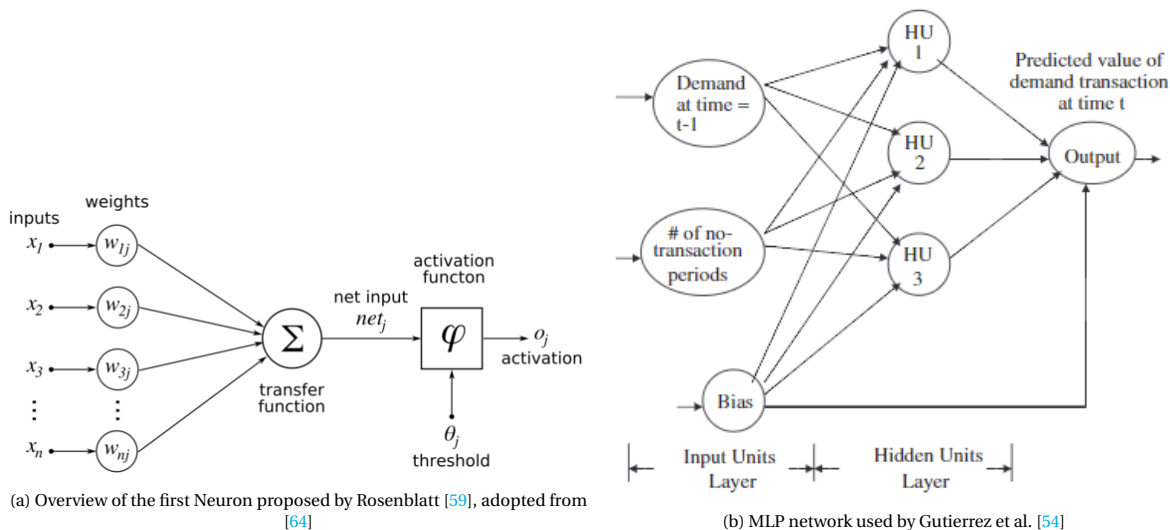 inputs
weights
x1
w1j
x2
w2j
x3
w3j
xn
wnj
Σ
transfer
function
net input
netj
activation
functon
φ
oj
activation
θj
threshold
(a) Overview of the first Neuron proposed by Rosenblatt [59], adopted from
[64]
Demand
at time =
t-1
# of no-
transaction
periods
Bias
HU
1
HU
2
HU
3
Predicted value of
demand transaction
at time t
Output
Input Units
Layer
Hidden Units
Layer
(b) MLP network used by Gutierrez et al. [54]